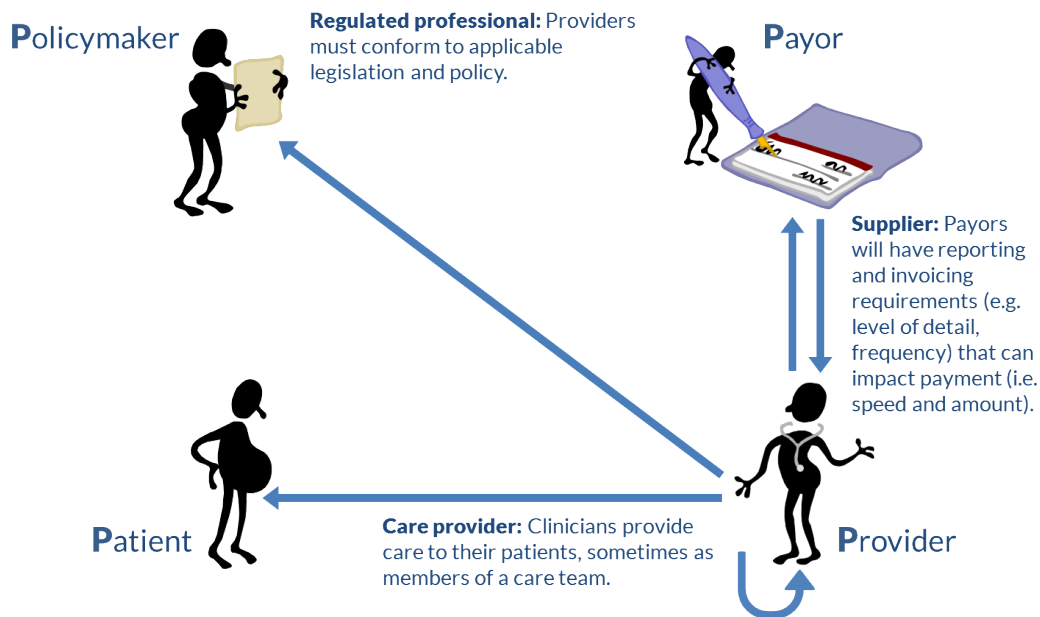 Policymaker
Regulated professional: Providers
must conform to applicable
legislation and policy.
Payor
Supplier: Payors
will have reporting
and invoicing
requirements (e.g.
level of detail,
frequency) that can
impact payment (i.e.
speed and amount).
Patient
Care provider: Clinicians provide
care to their patients, sometimes as
members of a care team.
Provider